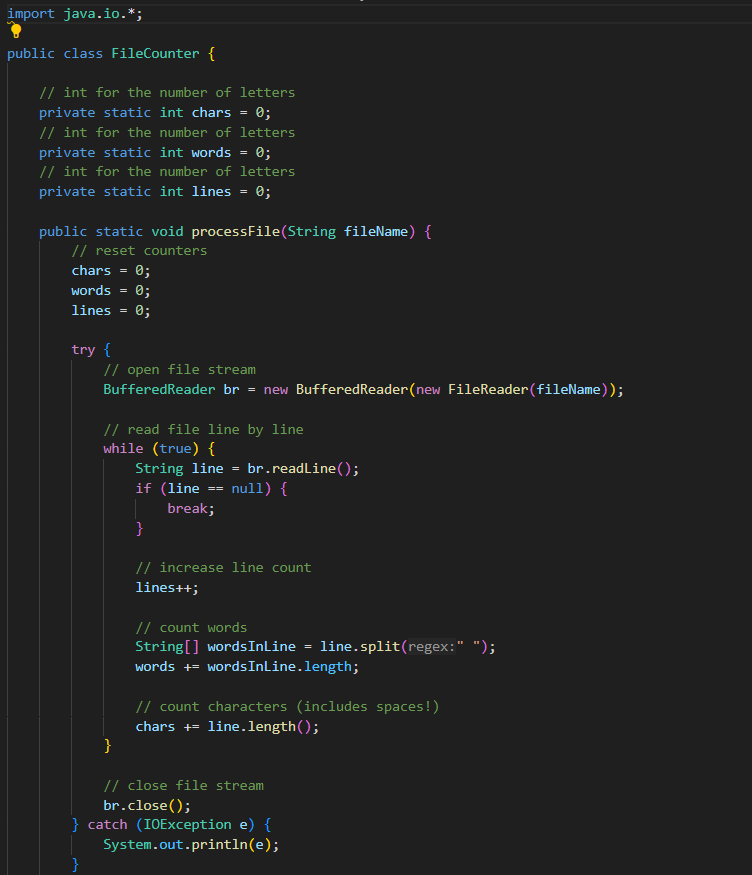 import java.io.*;
public class FileCounter {
// int for the number of letters
private static int chars = 0;
// int for the number of letters
private static int words = 0;
// int for the number of letters
private static int lines = 0;
public static void processFile(String fileName) {
// reset counters
chars = 0;
words = 0;
lines = 0;
try {
// open file stream
BufferedReader br = new BufferedReader(new FileReader(fileName));
// read file line by line
while (true) {
String line = br.readLine();
if (line == null) {
break;
}
// increase line count
lines++;
// count words
String[] wordsInLine = line.split(regex:" ");
words += wordsInLine.length;
// count characters (includes spaces!)
chars += line.length();
}
// close file stream
br.close();
} catch (IOException e) {
System.out.println(e);
}